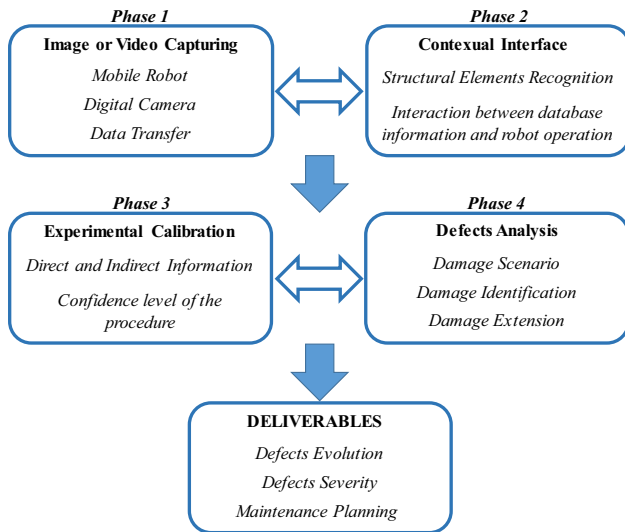 Phase 1
Image or Video Capturing
Mobile Robot
Digital Camera
Data Transfer
Phase 2
Contexual Interface
Structural Elements Recognition
Interaction between database
information and robot operation
Phase 3
Experimental Calibration
Direct and Indirect Information
Confidence level of the
procedure
Phase 4
Defects Analysis
Damage Scenario
Damage Identification
Damage Extension
DELIVERABLES
Defects Evolution
Defects Severity
Maintenance Planning